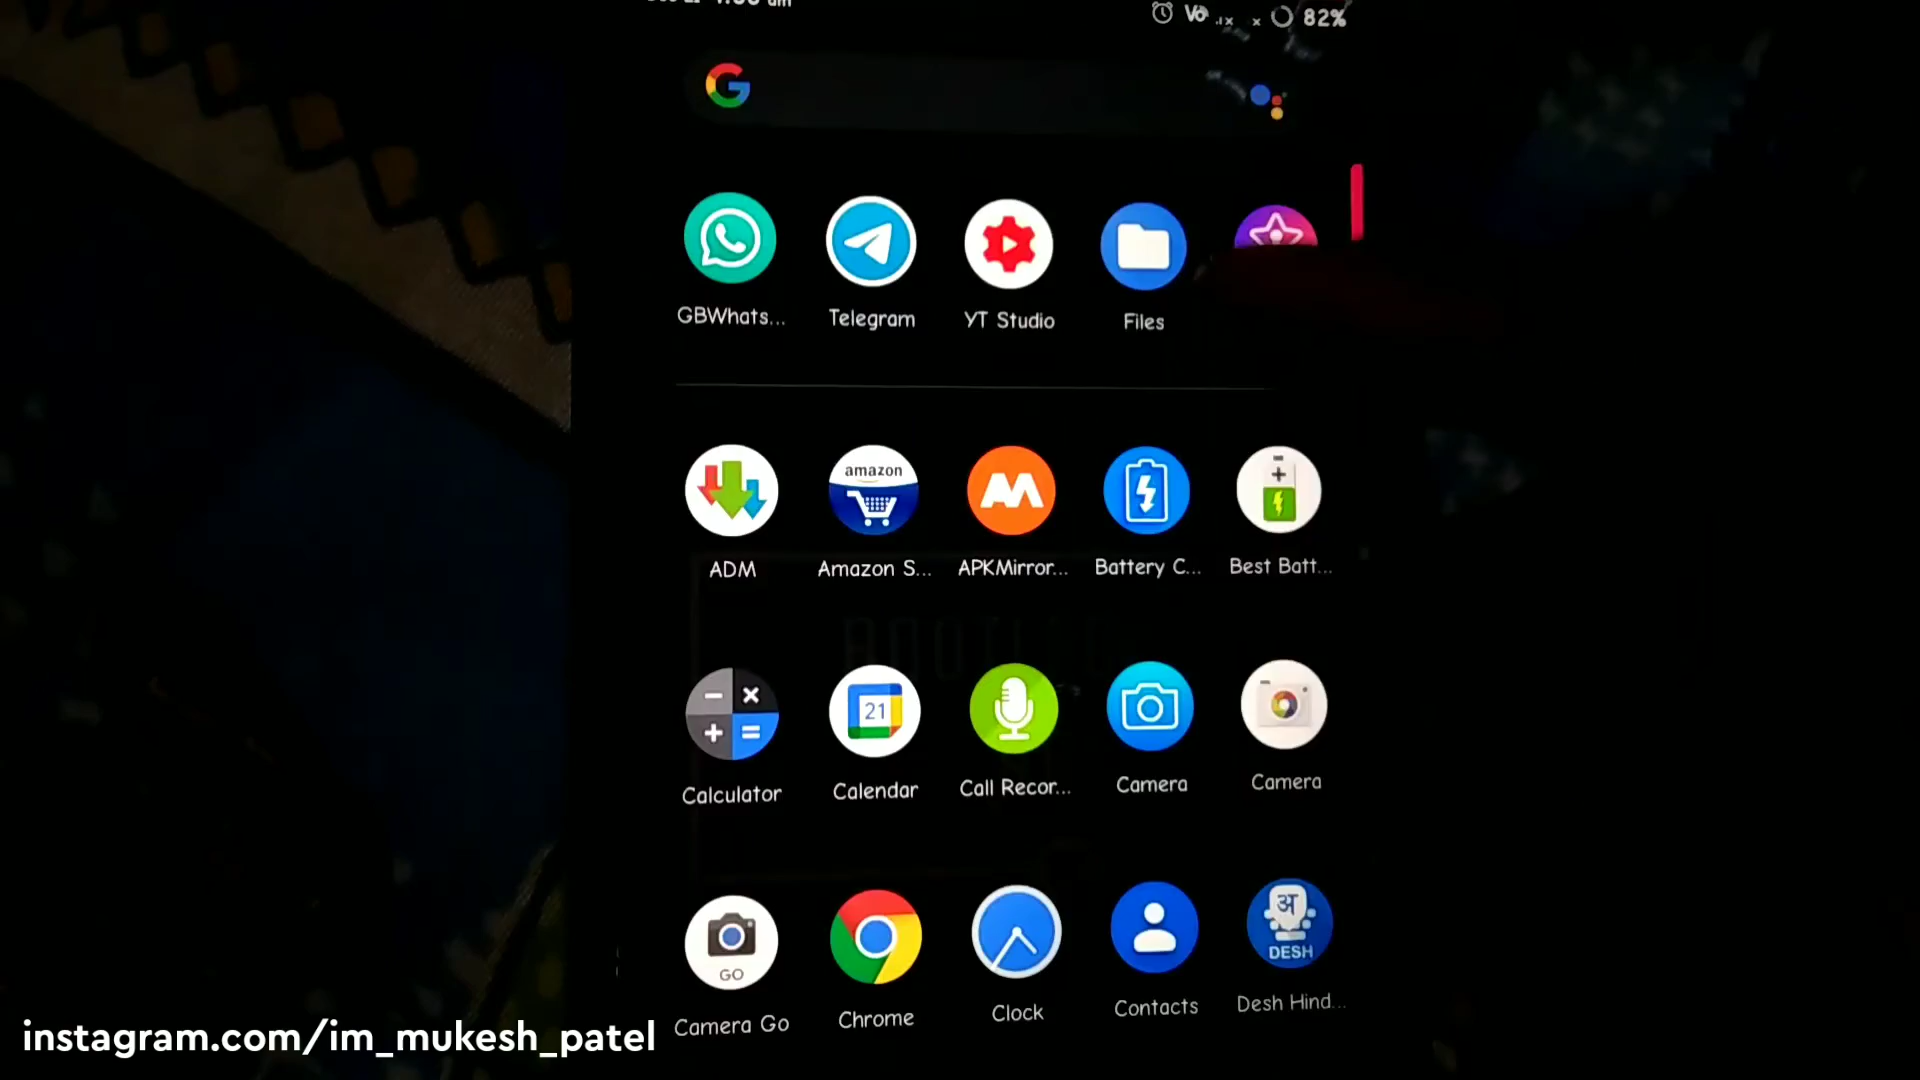 82%
GBWhats...
Telegram
YT Studio
Files
amazon
ADM
Amazon S...
APKMirror...
Battery C...
Best Batt...
21
Calculator
Calendar
Call Recor...
Camera
Camera
GO
अ
DESH
Camera Go
Chrome
Clock
Contacts
Desh Hind...
instagram.com/im_mukesh_patel